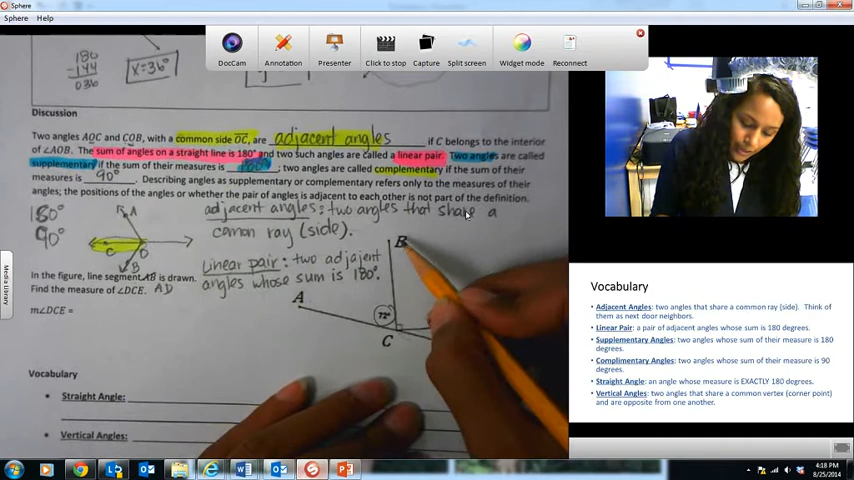 Sphere
Sphere Help
DocCam
Annotation
Presenter
Click to stop
Capture
Split screen
Widget mode
Reconnect
180
-144
036
x=36°
Discussion
Two angles AOC and COB, with a common side OC, are adjacent angles if C belongs to the interior
of ∠AOB. The sum of angles on a straight line is 180° and two such angles are called a linear pair. Two angles are called
supplementary if the sum of their measures is 180°; two angles are called complementary if the sum of their
measures is 90°. Describing angles as supplementary or complementary refers only to the measures of their
angles; the positions of the angles or whether the pair of angles is adjacent to each other is not part of the definition.
180°
90°
A
C
O
B
adjacent angles: two angles that share a
comon ray (side).
Linear pair: two adjajent
angles whose sum is 180°.
In the figure, line segment AB is drawn.
Find the measure of ∠DCE. AD
m∠DCE =
B
A
72°
C
Vocabulary
• Straight Angle:
• Vertical Angles:
Vocabulary
• Adjacent Angles: two angles that share a common ray (side). Think of
them as next door neighbors.
• Linear Pair: a pair of adjacent angles whose sum is 180 degrees.
• Supplementary Angles: two angles whose sum of their measure is 180
degrees.
• Complimentary Angles: two angles whose sum of their measure is 90
degrees.
• Straight Angle: an angle whose measure is EXACTLY 180 degrees.
• Vertical Angles: two angles that share a common vertex (corner point)
and are opposite from one another.
Media Library
4:18 PM
8/25/2014